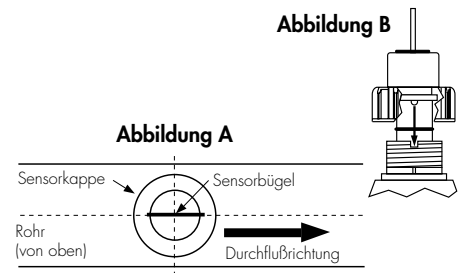 Abbildung B
Abbildung A
Sensorkappe
Sensorbügel
Rohr
(von oben)
Durchflußrichtung